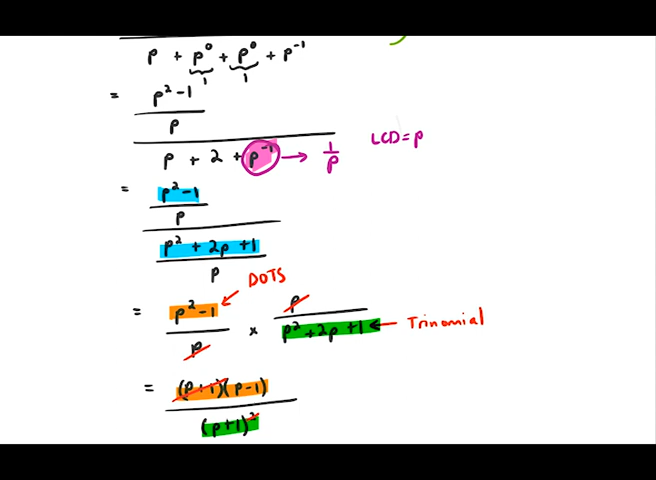 p + p⁰ + p⁰ + p⁻¹
1 1
= p² - 1
p
p + 2 + p⁻¹ → 1/p LCD = p
= p² - 1
p
p² + 2p + 1
p
DOTS
= p² - 1 / p × p / p² + 2p + 1 ← Trinomial
= (p+1)(p-1)
(p+1)²